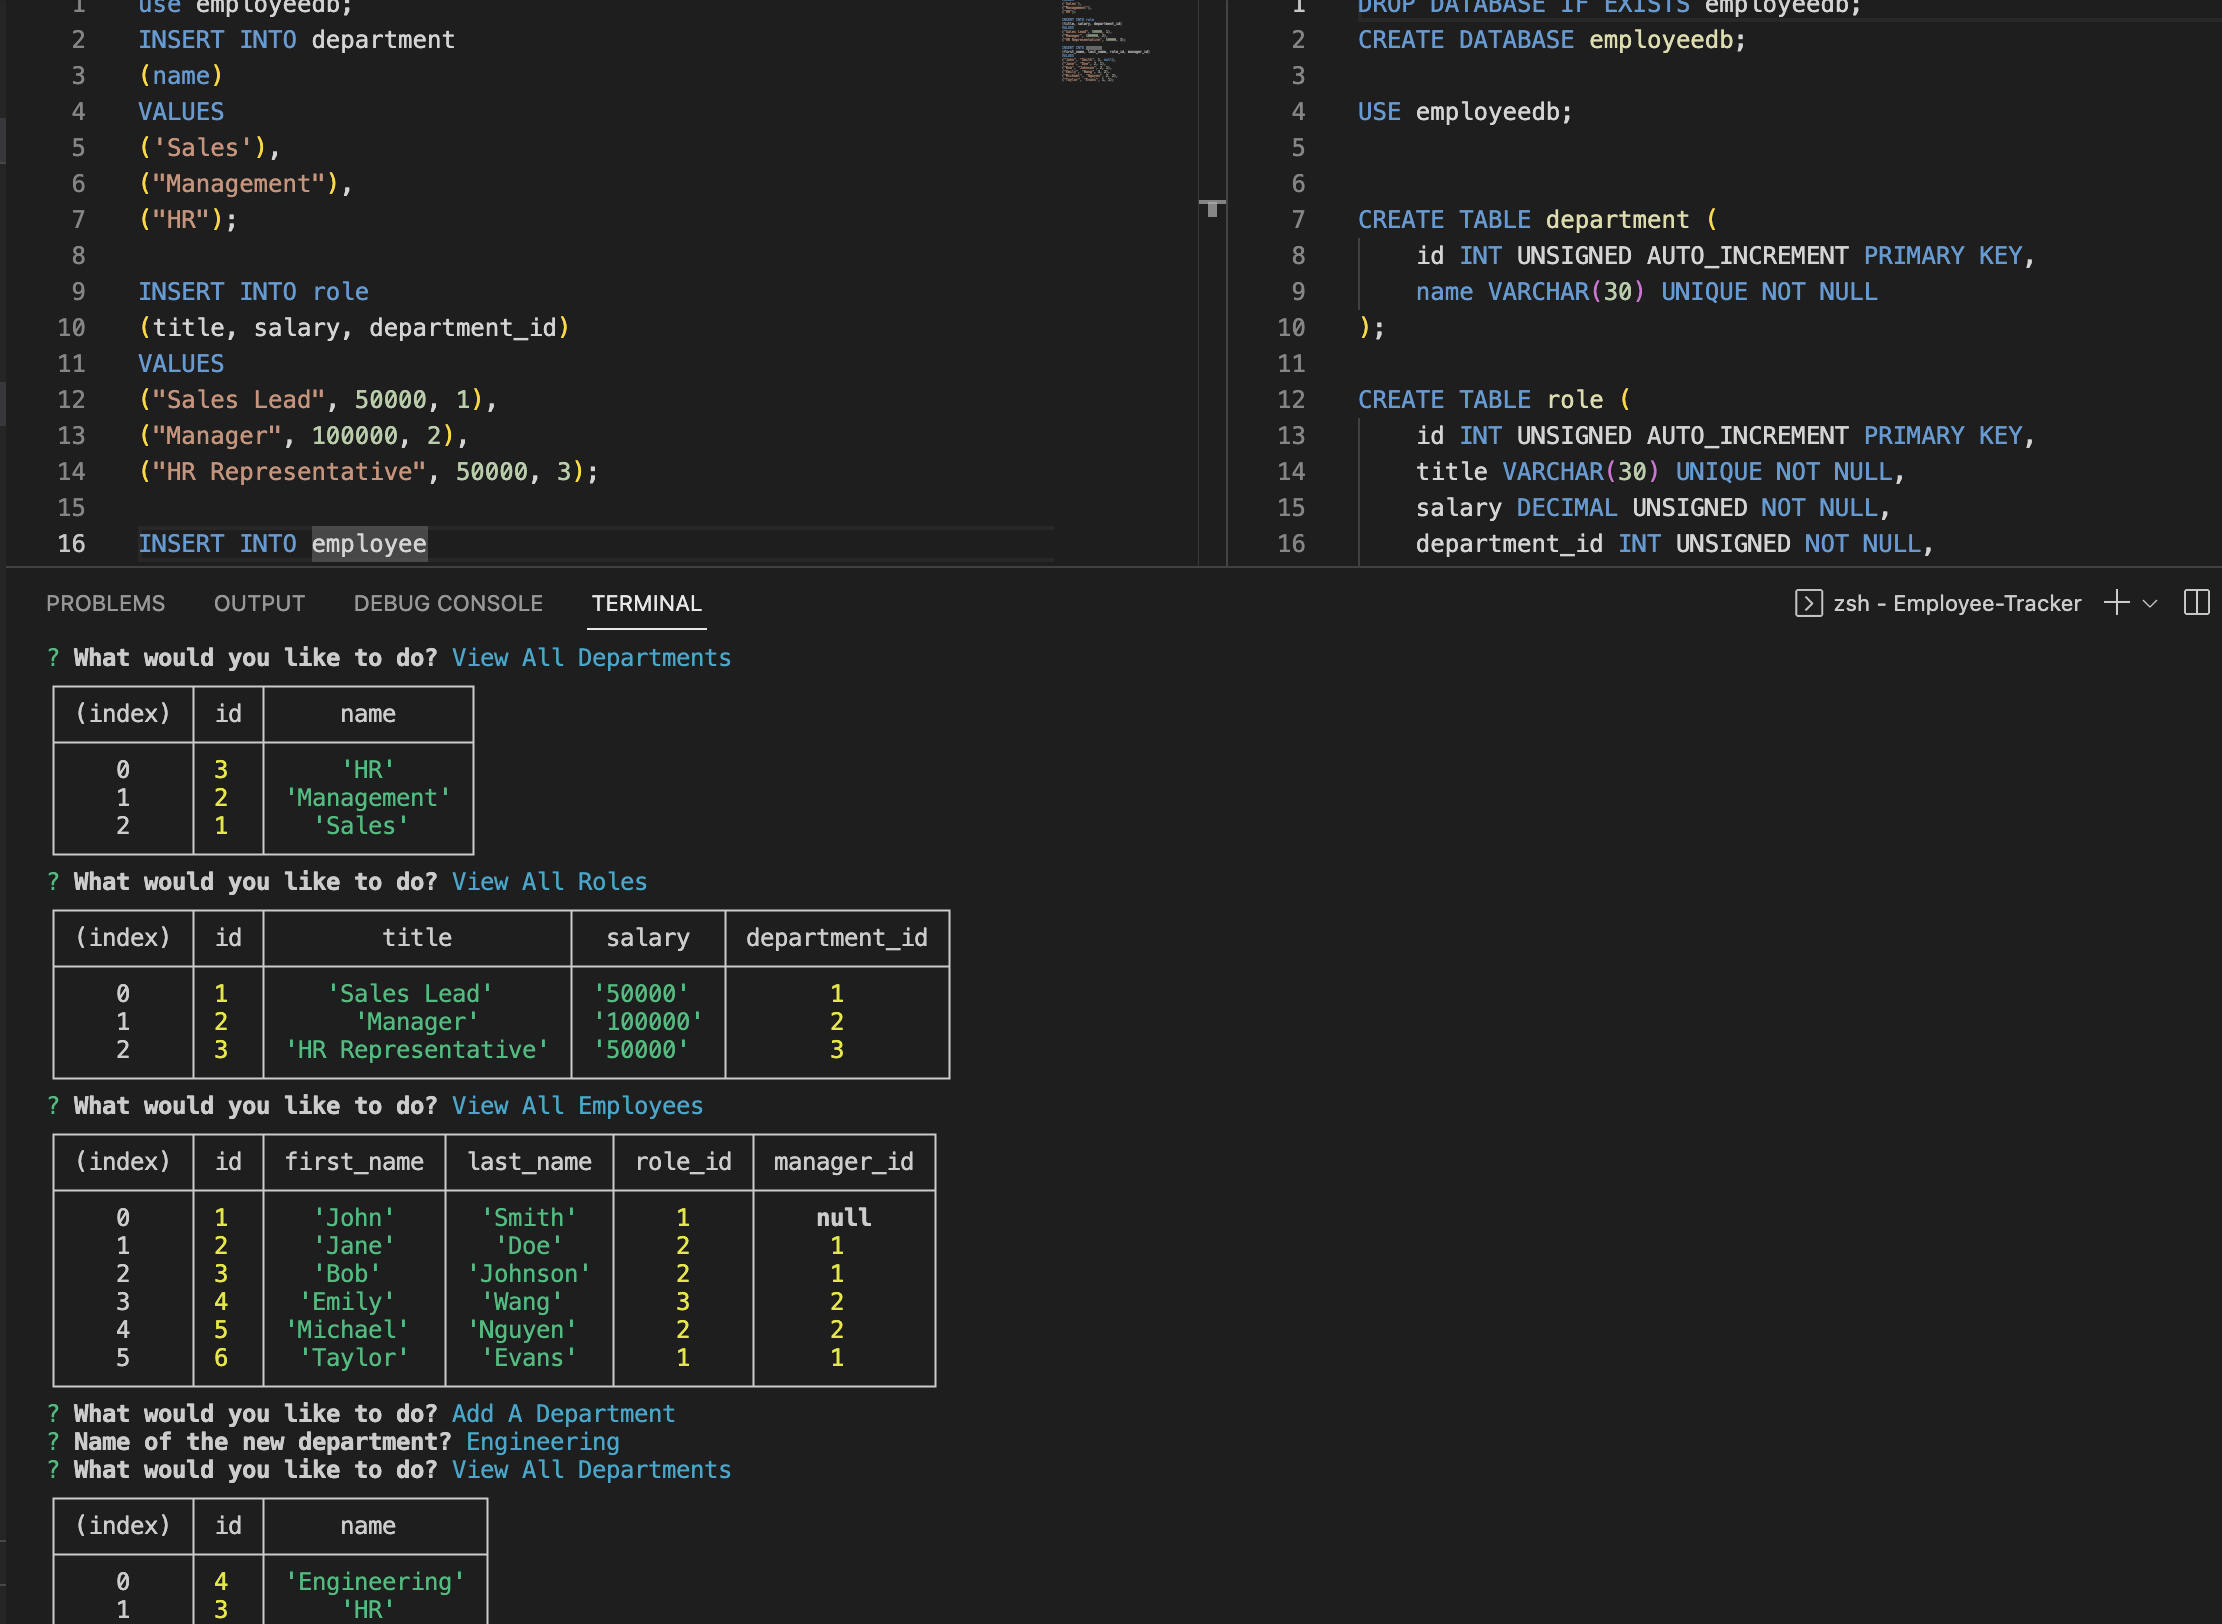 1 use employeedb;
2 INSERT INTO department
3 (name)
4 VALUES
5 ('Sales'),
6 ("Management"),
7 ("HR");
8
9 INSERT INTO role
10 (title, salary, department_id)
11 VALUES
12 ("Sales Lead", 50000, 1),
13 ("Manager", 100000, 2),
14 ("HR Representative", 50000, 3);
15
16 INSERT INTO employee
1 DROP DATABASE IF EXISTS employeedb;
2 CREATE DATABASE employeedb;
3
4 USE employeedb;
5
6
7 CREATE TABLE department (
8 id INT UNSIGNED AUTO_INCREMENT PRIMARY KEY,
9 name VARCHAR(30) UNIQUE NOT NULL
10 );
11
12 CREATE TABLE role (
13 id INT UNSIGNED AUTO_INCREMENT PRIMARY KEY,
14 title VARCHAR(30) UNIQUE NOT NULL,
15 salary DECIMAL UNSIGNED NOT NULL,
16 department_id INT UNSIGNED NOT NULL,
PROBLEMS OUTPUT DEBUG CONSOLE TERMINAL zsh - Employee-Tracker
? What would you like to do? View All Departments
(index) id name
0 3 'HR'
1 2 'Management'
2 1 'Sales'
? What would you like to do? View All Roles
(index) id title salary department_id
0 1 'Sales Lead' '50000' 1
1 2 'Manager' '100000' 2
2 3 'HR Representative' '50000' 3
? What would you like to do? View All Employees
(index) id first_name last_name role_id manager_id
0 1 'John' 'Smith' 1 null
1 2 'Jane' 'Doe' 2 1
2 3 'Bob' 'Johnson' 2 1
3 4 'Emily' 'Wang' 3 2
4 5 'Michael' 'Nguyen' 2 2
5 6 'Taylor' 'Evans' 1 1
? What would you like to do? Add A Department
? Name of the new department? Engineering
? What would you like to do? View All Departments
(index) id name
0 4 'Engineering'
1 3 'HR'